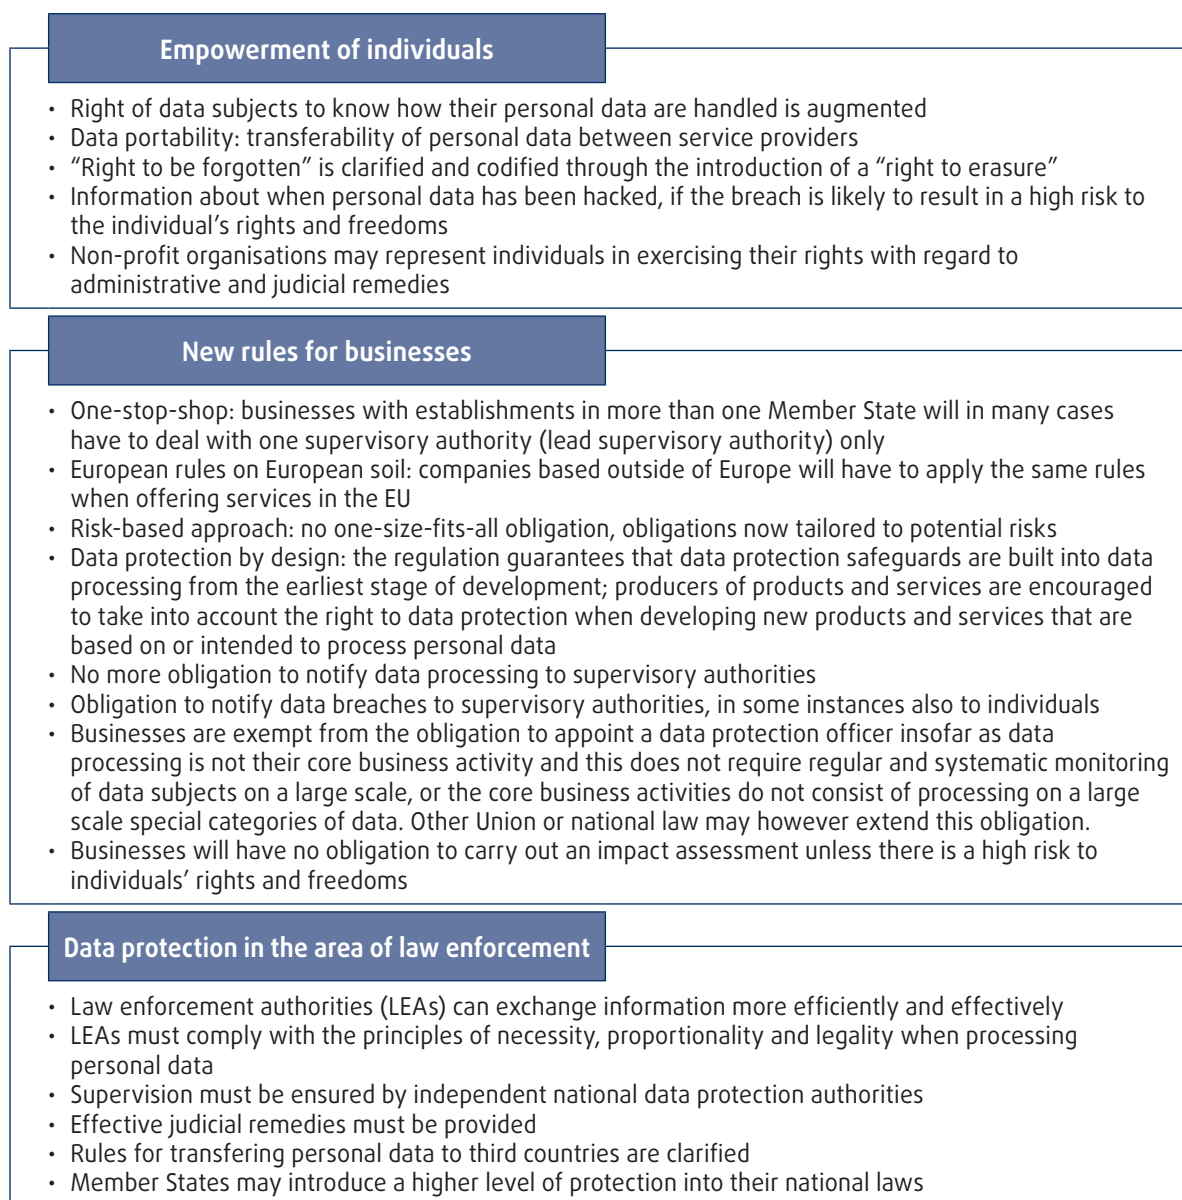 Empowerment of individuals
• Right of data subjects to know how their personal data are handled is augmented
• Data portability: transferability of personal data between service providers
• “Right to be forgotten” is clarified and codified through the introduction of a “right to erasure”
• Information about when personal data has been hacked, if the breach is likely to result in a high risk to
the individual’s rights and freedoms
• Non-profit organisations may represent individuals in exercising their rights with regard to
administrative and judicial remedies
New rules for businesses
• One-stop-shop: businesses with establishments in more than one Member State will in many cases
have to deal with one supervisory authority (lead supervisory authority) only
• European rules on European soil: companies based outside of Europe will have to apply the same rules
when offering services in the EU
• Risk-based approach: no one-size-fits-all obligation, obligations now tailored to potential risks
• Data protection by design: the regulation guarantees that data protection safeguards are built into data
processing from the earliest stage of development; producers of products and services are encouraged
to take into account the right to data protection when developing new products and services that are
based on or intended to process personal data
• No more obligation to notify data processing to supervisory authorities
• Obligation to notify data breaches to supervisory authorities, in some instances also to individuals
• Businesses are exempt from the obligation to appoint a data protection officer insofar as data
processing is not their core business activity and this does not require regular and systematic monitoring
of data subjects on a large scale, or the core business activities do not consist of processing on a large
scale special categories of data. Other Union or national law may however extend this obligation.
• Businesses will have no obligation to carry out an impact assessment unless there is a high risk to
individuals’ rights and freedoms
Data protection in the area of law enforcement
• Law enforcement authorities (LEAs) can exchange information more efficiently and effectively
• LEAs must comply with the principles of necessity, proportionality and legality when processing
personal data
• Supervision must be ensured by independent national data protection authorities
• Effective judicial remedies must be provided
• Rules for transfering personal data to third countries are clarified
• Member States may introduce a higher level of protection into their national laws